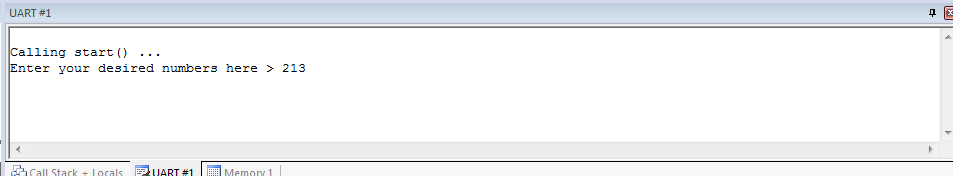 UART #1
Calling start() ...
Enter your desired numbers here > 213
Call Stack + Locals UART #1 Memory 1